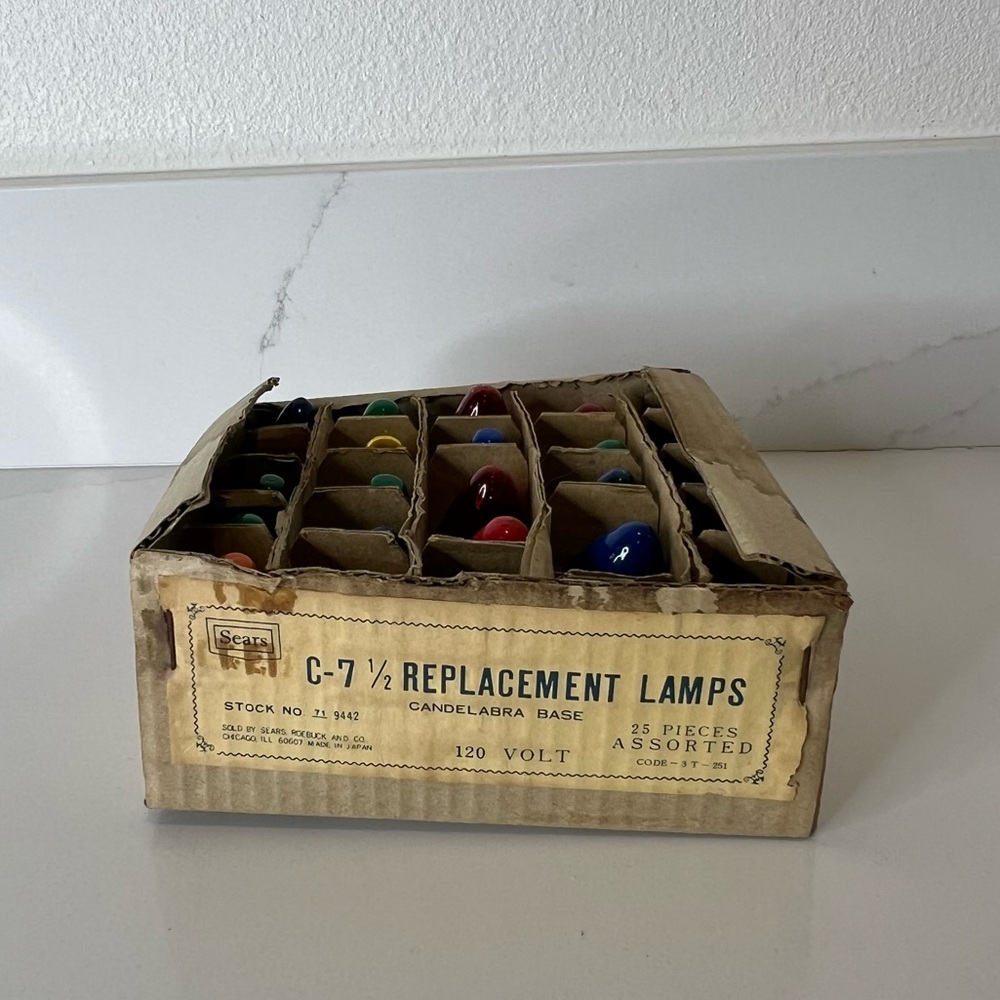 Sears
C-7 ½ REPLACEMENT LAMPS
CANDELABRA BASE
STOCK NO. 71 9442
SOLD BY SEARS, ROEBUCK AND CO.
CHICAGO, ILL 60607 MADE IN JAPAN
120 VOLT
25 PIECES
ASSORTED
CODE-3T-251